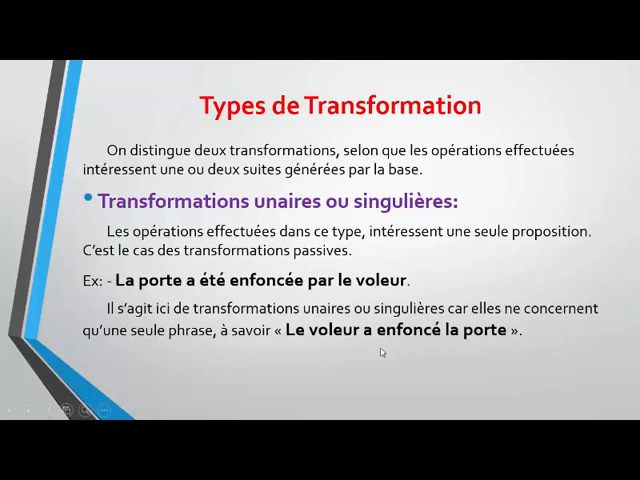 Types de Transformation
On distingue deux transformations, selon que les opérations effectuées
intéressent une ou deux suites générées par la base.
• Transformations unaires ou singulières:
Les opérations effectuées dans ce type, intéressent une seule proposition.
C’est le cas des transformations passives.
Ex: - La porte a été enfoncée par le voleur.
Il s’agit ici de transformations unaires ou singulières car elles ne concernent
qu’une seule phrase, à savoir « Le voleur a enfoncé la porte ».